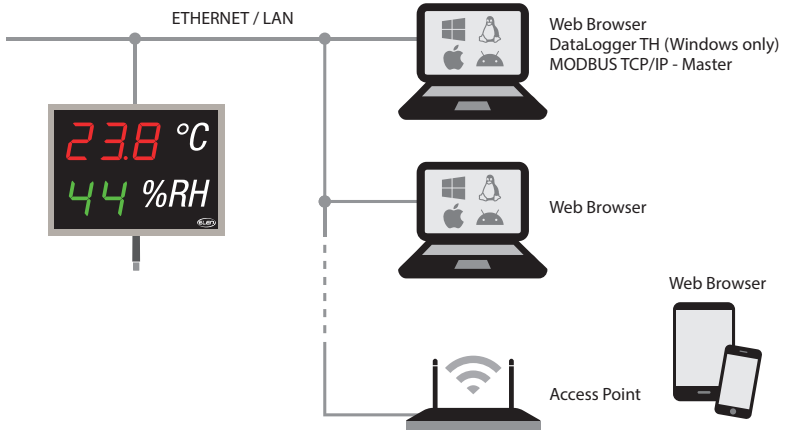 ETHERNET / LAN
Web Browser
DataLogger TH (Windows only)
MODBUS TCP/IP - Master
23.8 °C
44 %RH
ELEN
Web Browser
Web Browser
Access Point